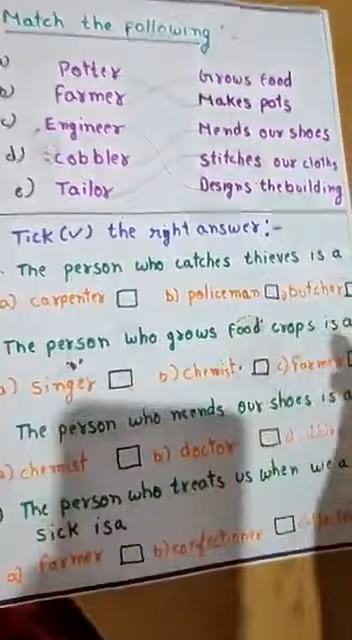 Match the following :-
a) Potter Grows food
b) Farmer Makes pots
c) Engineer Mends our shoes
d) cobbler stitches our cloths
e) Tailor Designs the building
Tick (✓) the right answer:-
The person who catches thieves is a
a) carpenter b) policeman butcher
The person who grows food crops is a
a) singer b) chemist c) farmer
The person who mends our shoes is a
a) chemist b) doctor
The person who treats us when we a
sick is a
a) farmer b) confectioner